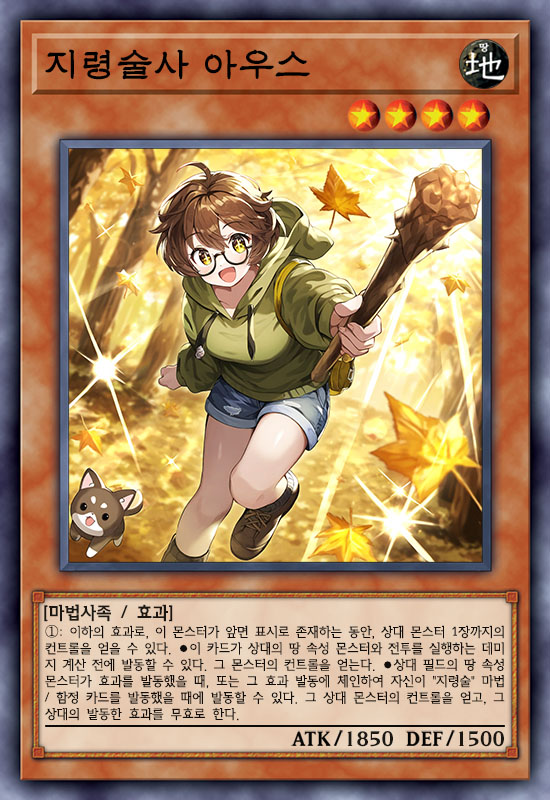 지령술사 아우스
땅
地
[마법사족 / 효과]
①: 이하의 효과로, 이 몬스터가 앞면 표시로 존재하는 동안, 상대 몬스터 1장까지의
컨트롤을 얻을 수 있다. ●이 카드가 상대의 땅 속성 몬스터와 전투를 실행하는 데미
지 계산 전에 발동할 수 있다. 그 몬스터의 컨트롤을 얻는다. ●상대 필드의 땅 속성
몬스터가 효과를 발동했을 때, 또는 그 효과 발동에 체인하여 자신이 "지령술" 마법
/ 함정 카드를 발동했을 때에 발동할 수 있다. 그 상대 몬스터의 컨트롤을 얻고, 그
상대의 발동한 효과를 무효로 한다.
ATK/1850 DEF/1500